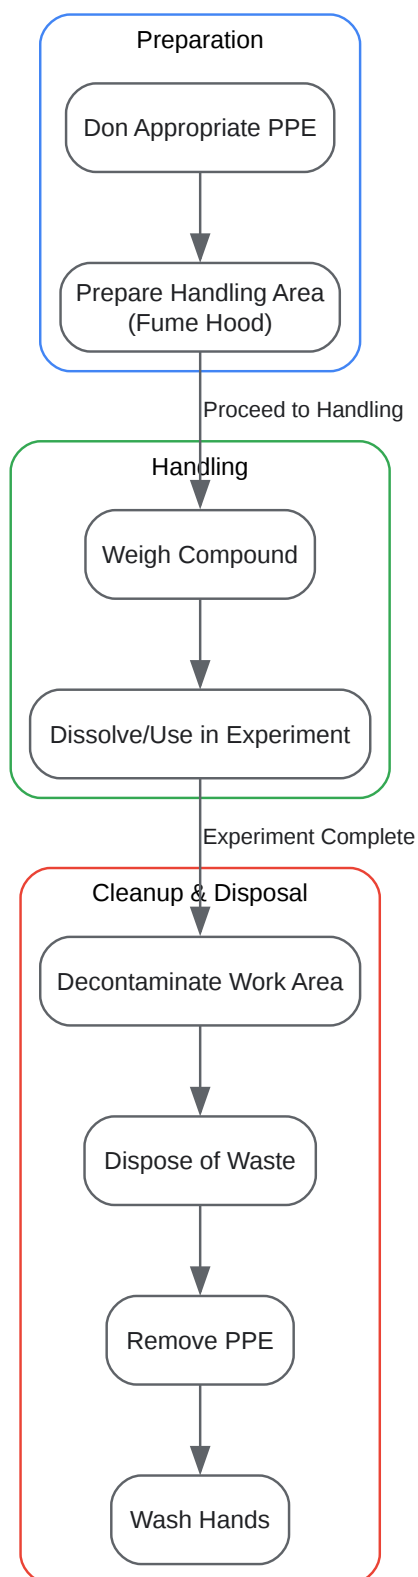 Preparation
Don Appropriate PPE
Prepare Handling Area
(Fume Hood)
Proceed to Handling
Handling
Weigh Compound
Dissolve/Use in Experiment
Experiment Complete
Cleanup & Disposal
Decontaminate Work Area
Dispose of Waste
Remove PPE
Wash Hands